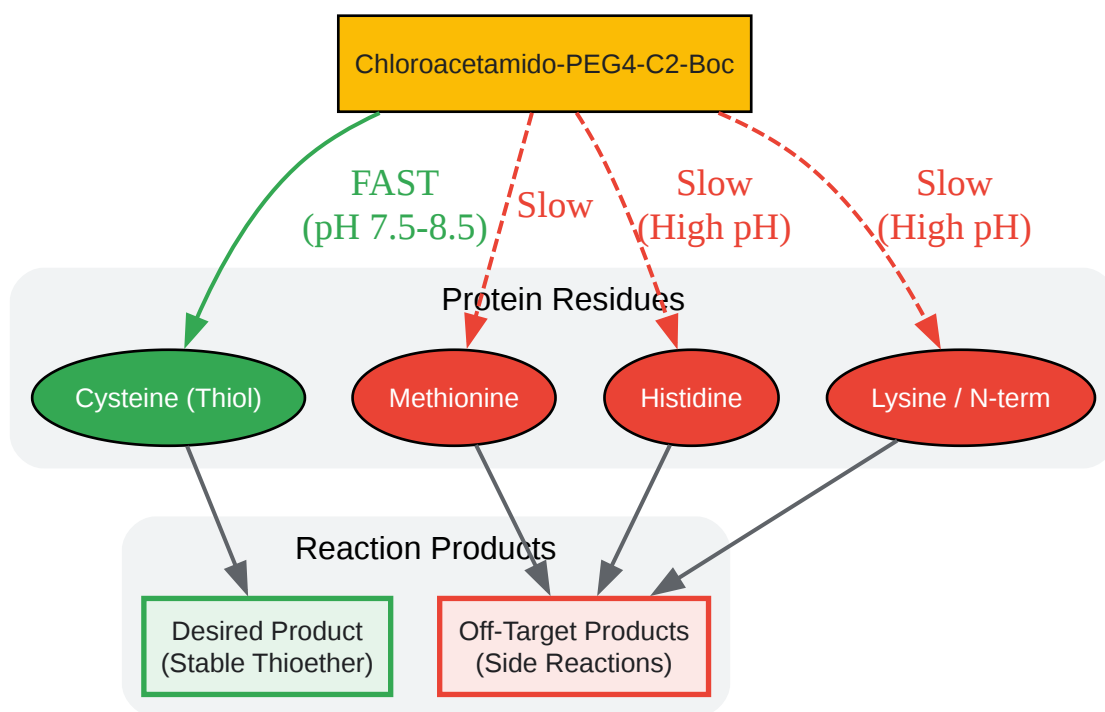 Chloroacetamido-PEG4-C2-Boc
FAST
(pH 7.5-8.5)
Slow
Slow
(High pH)
Slow
(High pH)
Protein Residues
Cysteine (Thiol)
Methionine
Histidine
Lysine / N-term
Reaction Products
Desired Product
(Stable Thioether)
Off-Target Products
(Side Reactions)